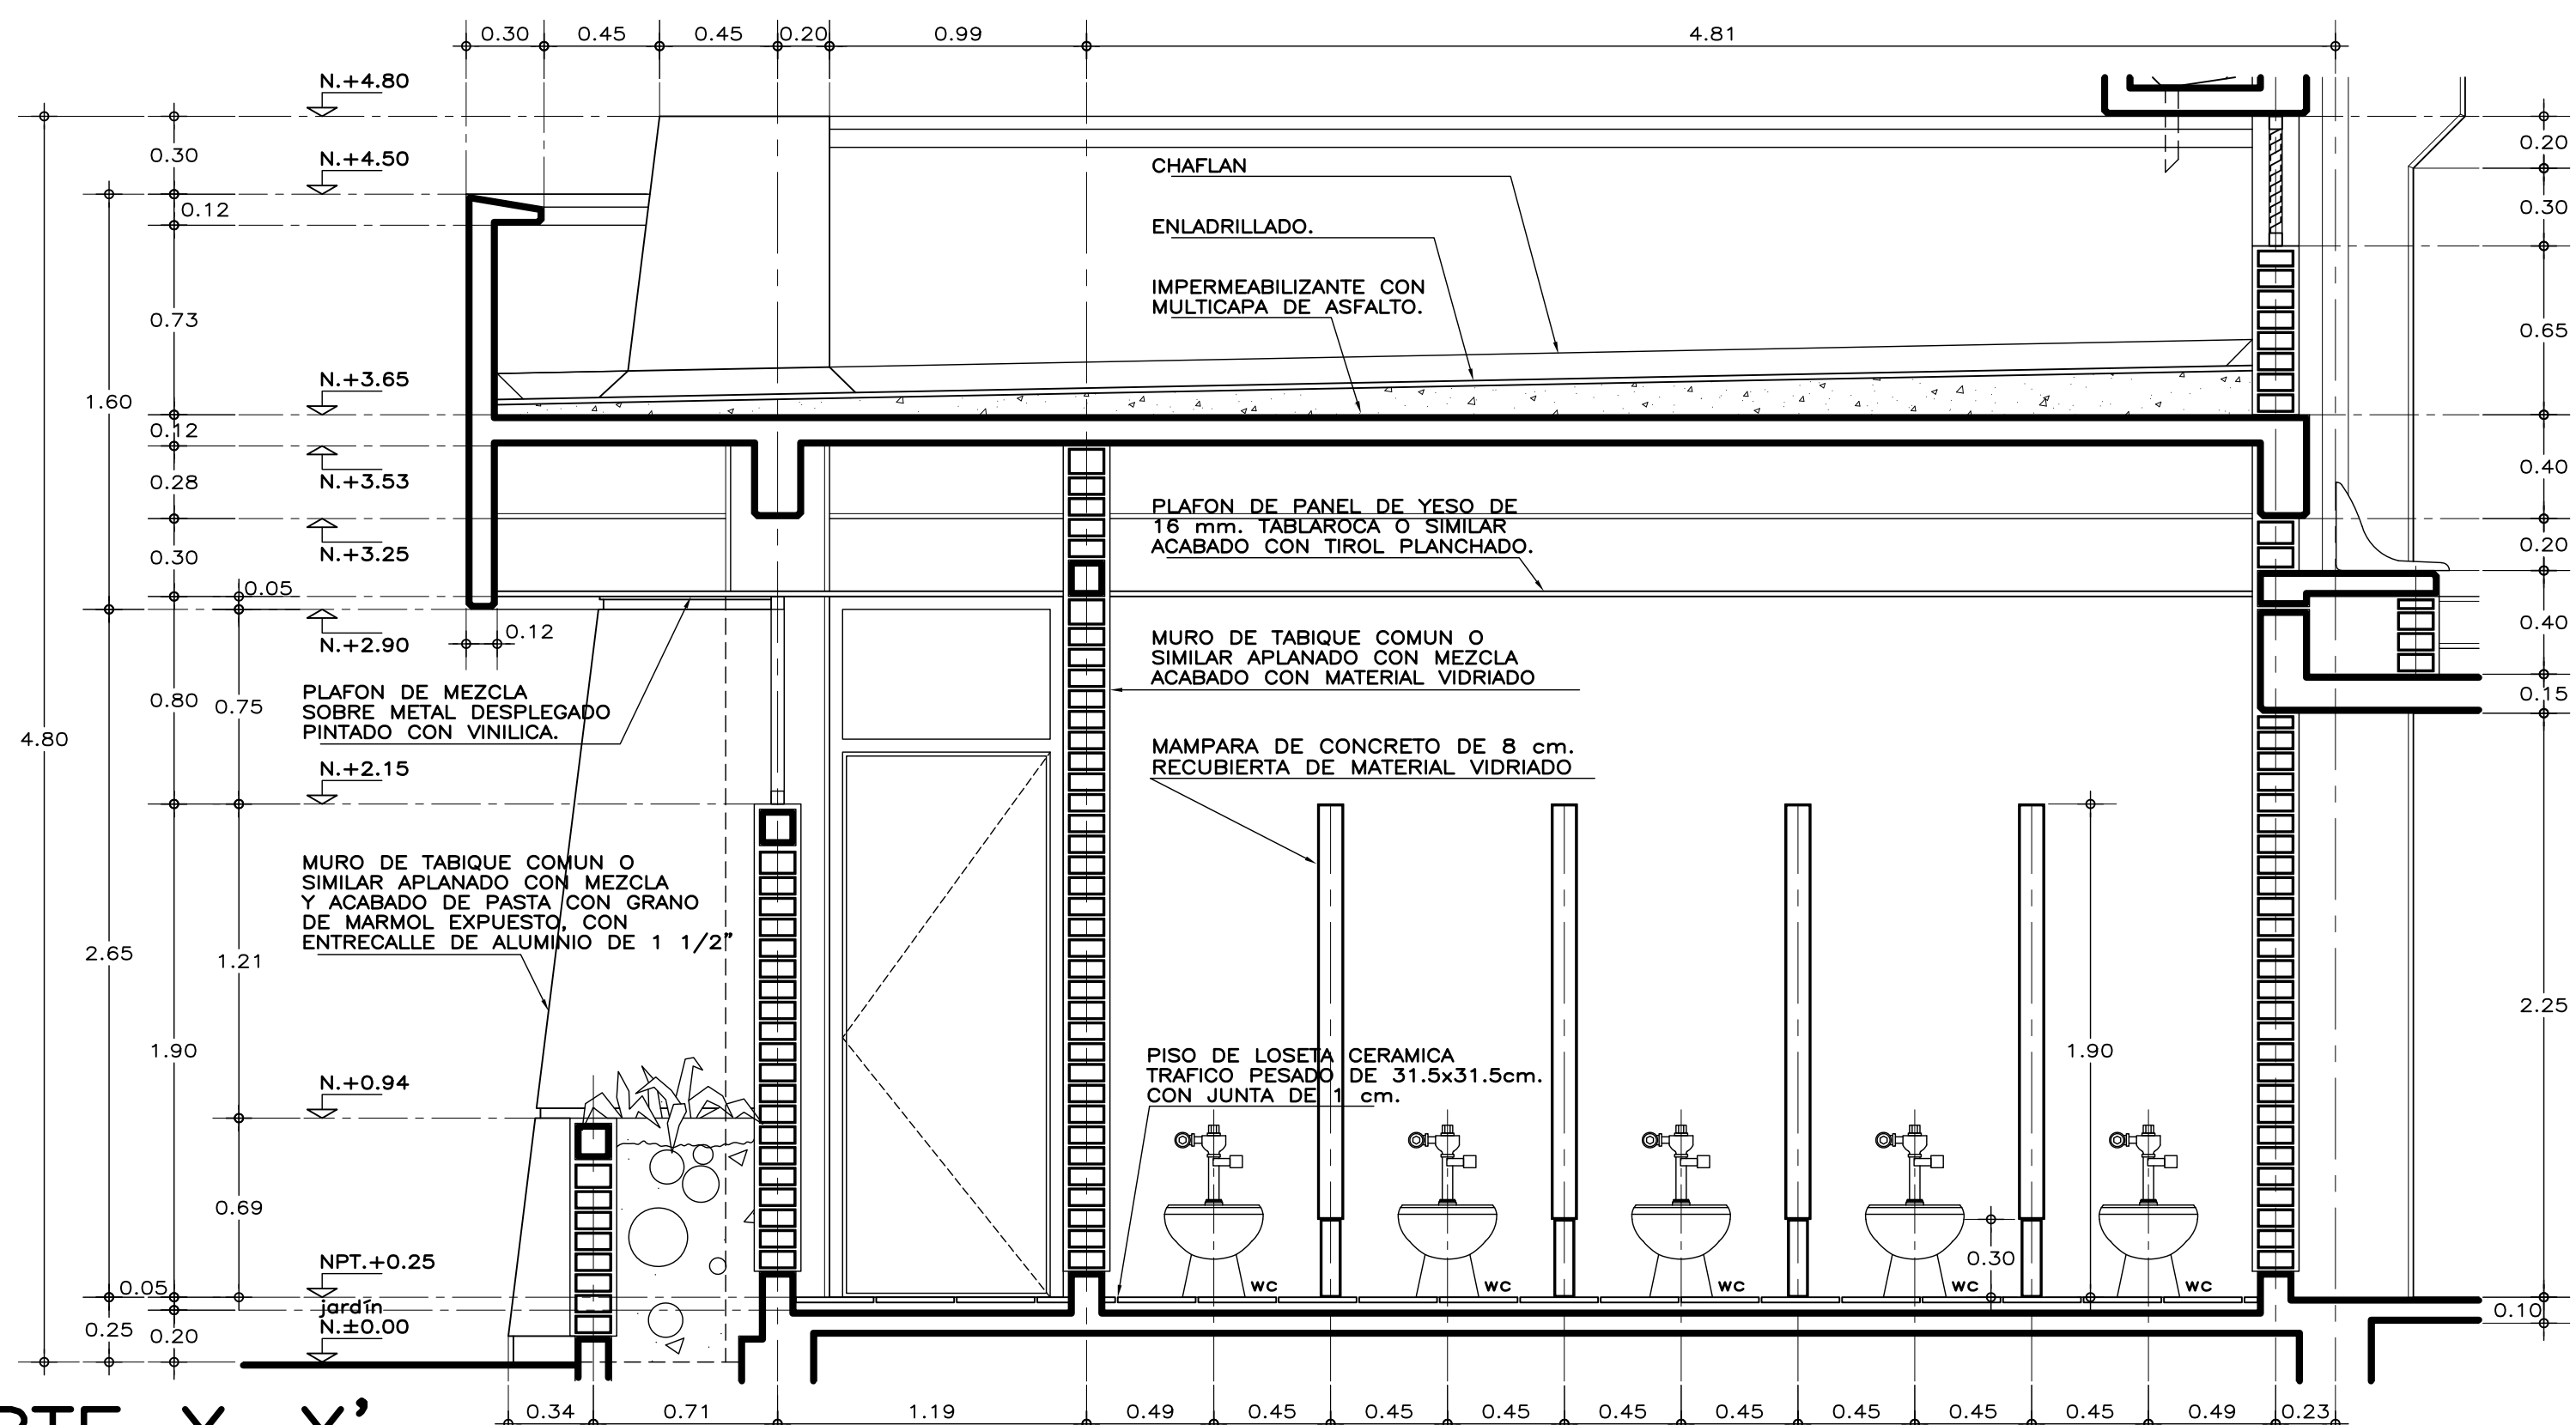 0.30 0.45 0.45 0.20 0.99 4.81
N.+4.80
0.30
N.+4.50
0.12
0.73
N.+3.65
1.60
0.12
N.+3.53
0.28
N.+3.25
0.30
0.05
N.+2.90
0.12
0.80
0.75
4.80
N.+2.15
2.65
1.21
1.90
N.+0.94
0.69
NPT.+0.25
0.05
jardín
N.±0.00
0.25
0.20
CHAFLAN
ENLADRILLADO.
IMPERMEABILIZANTE CON
MULTICAPA DE ASFALTO.
PLAFON DE PANEL DE YESO DE
16 mm. TABLAROCA O SIMILAR
ACABADO CON TIROL PLANCHADO.
MURO DE TABIQUE COMUN O
SIMILAR APLANADO CON MEZCLA
ACABADO CON MATERIAL VIDRIADO
PLAFON DE MEZCLA
SOBRE METAL DESPLEGADO
PINTADO CON VINILICA.
MAMPARA DE CONCRETO DE 8 cm.
RECUBIERTA DE MATERIAL VIDRIADO
MURO DE TABIQUE COMUN O
SIMILAR APLANADO CON MEZCLA
Y ACABADO DE PASTA CON GRANO
DE MARMOL EXPUESTO, CON
ENTRECALLE DE ALUMINIO DE 1 1/2"
PISO DE LOSETA CERAMICA
TRAFICO PESADO DE 31.5x31.5cm.
CON JUNTA DE 1 cm.
1.90
0.30
WC WC WC WC WC
0.20
0.30
0.65
0.40
0.20
0.40
0.15
2.25
0.10
0.34 0.71 1.19 0.49 0.45 0.45 0.45 0.45 0.45 0.45 0.45 0.45 0.49 0.23
X X'